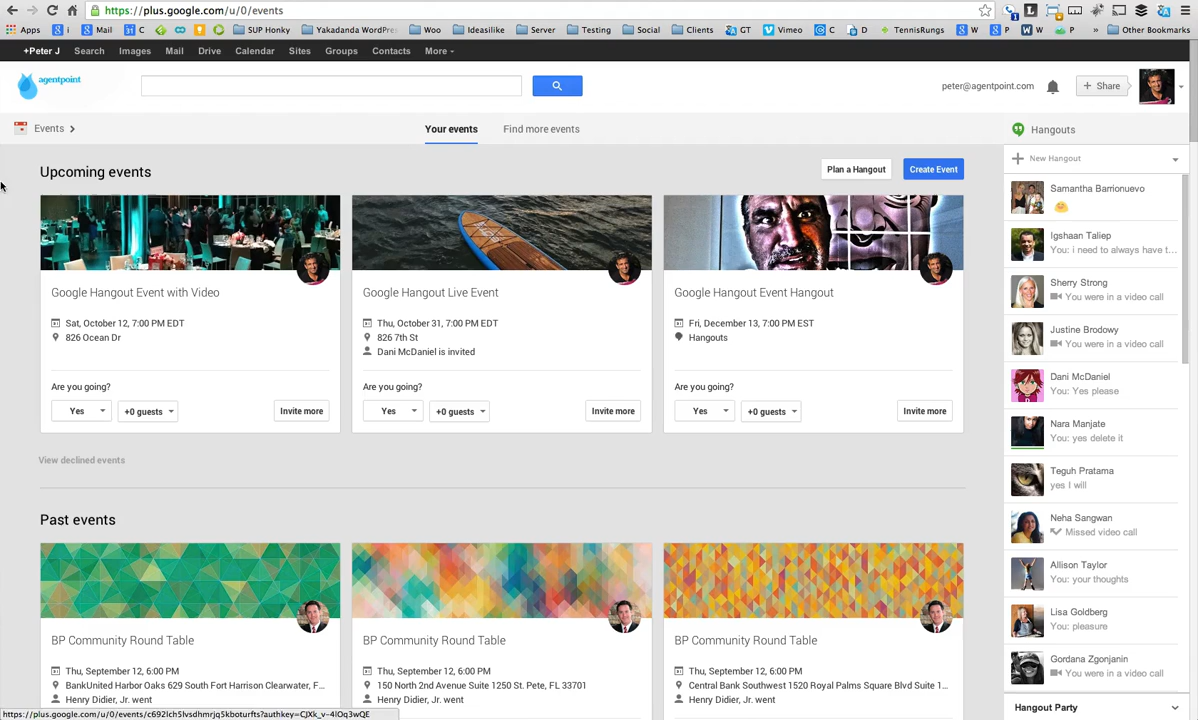 https://plus.google.com/u/0/events
Apps i Mail C SUP Honky Yakadanda WordPres Woo Ideasilike Server Testing Social Clients GT Vimeo C D TennisRungs W P W P » Other Bookmarks
+Peter J Search Images Mail Drive Calendar Sites Groups Contacts More
agentpoint
peter@agentpoint.com
+ Share
Events
Your events
Find more events
Hangouts
New Hangout
Upcoming events
Plan a Hangout
Create Event
Google Hangout Event with Video
Sat, October 12, 7:00 PM EDT
826 Ocean Dr
Are you going?
Yes
+0 guests
Invite more
Google Hangout Live Event
Thu, October 31, 7:00 PM EDT
826 7th St
Dani McDaniel is invited
Are you going?
Yes
+0 guests
Invite more
Google Hangout Event Hangout
Fri, December 13, 7:00 PM EST
Hangouts
Are you going?
Yes
+0 guests
Invite more
View declined events
Past events
BP Community Round Table
Thu, September 12, 6:00 PM
BankUnited Harbor Oaks 629 South Fort Harrison Clearwater, F...
Henry Didier, Jr. went
BP Community Round Table
Thu, September 12, 6:00 PM
150 North 2nd Avenue Suite 1250 St. Pete, FL 33701
Henry Didier, Jr. went
BP Community Round Table
Thu, September 12, 6:00 PM
Central Bank Southwest 1520 Royal Palms Square Blvd Suite 1...
Henry Didier, Jr. went
Samantha Barrionuevo
Igshaan Taliep
You: i need to always have t...
Sherry Strong
You were in a video call
Justine Brodowy
You were in a video call
Dani McDaniel
You: Yes please
Nara Manjate
You: yes delete it
Teguh Pratama
yes I will
Neha Sangwan
Missed video call
Allison Taylor
You: your thoughts
Lisa Goldberg
You: pleasure
Gordana Zgonjanin
You were in a video call
Hangout Party
https://plus.google.com/u/0/events/c692lch5lvsdhmrjq5kboturfts?authkey=CJXk_v-4lOq3wQE